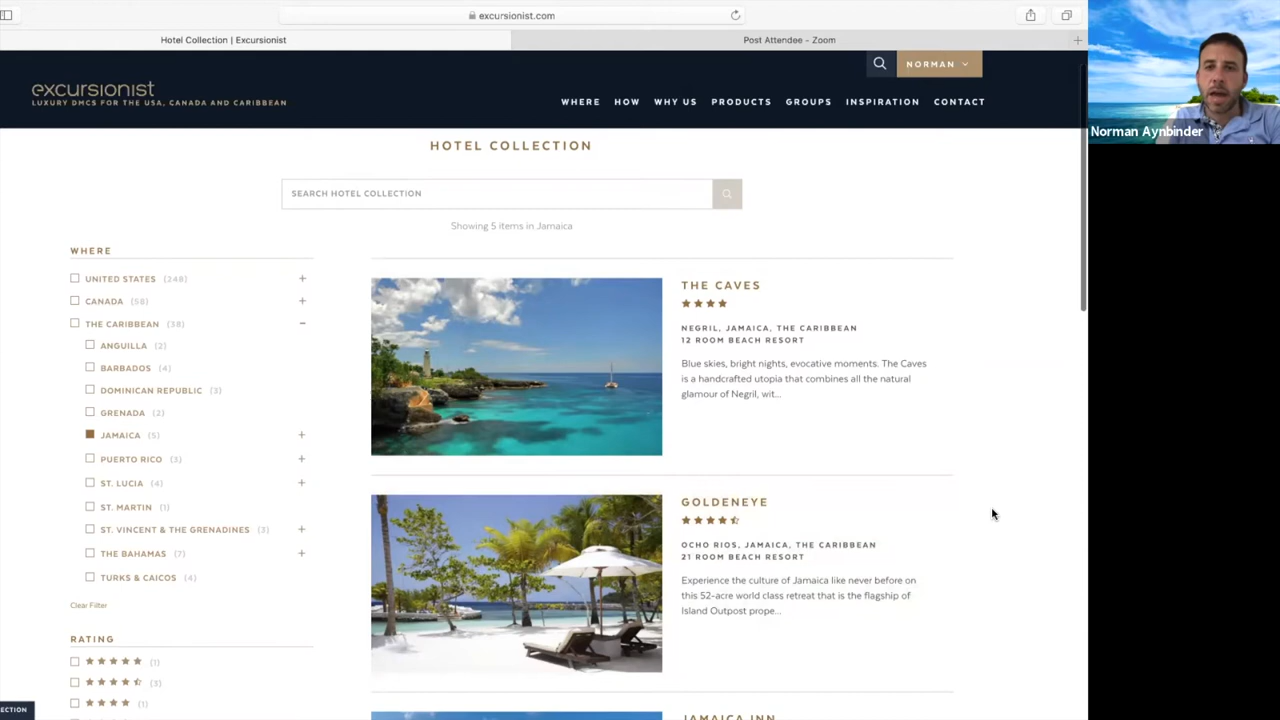 excursionist.com
Hotel Collection | Excursionist
Post Attendee - Zoom
NORMAN
excursionist
LUXURY DMCS FOR THE USA, CANADA AND CARIBBEAN
WHERE HOW WHY US PRODUCTS GROUPS INSPIRATION CONTACT
Norman Aynbinder
HOTEL COLLECTION
SEARCH HOTEL COLLECTION
Showing 5 items in Jamaica
WHERE
UNITED STATES (248)
CANADA (58)
THE CARIBBEAN (38)
ANGUILLA (2)
BARBADOS (4)
DOMINICAN REPUBLIC (3)
GRENADA (2)
JAMAICA (5)
PUERTO RICO (3)
ST. LUCIA (4)
ST. MARTIN (1)
ST. VINCENT & THE GRENADINES (3)
THE BAHAMAS (7)
TURKS & CAICOS (4)
Clear Filter
RATING
(1)
(3)
(1)
ECTION
THE CAVES
NEGRIL, JAMAICA, THE CARIBBEAN
12 ROOM BEACH RESORT
Blue skies, bright nights, evocative moments. The Caves
is a handcrafted utopia that combines all the natural
glamour of Negril, wit...
GOLDENEYE
OCHO RIOS, JAMAICA, THE CARIBBEAN
21 ROOM BEACH RESORT
Experience the culture of Jamaica like never before on
this 52-acre world class retreat that is the flagship of
Island Outpost prope...
JAMAICA INN